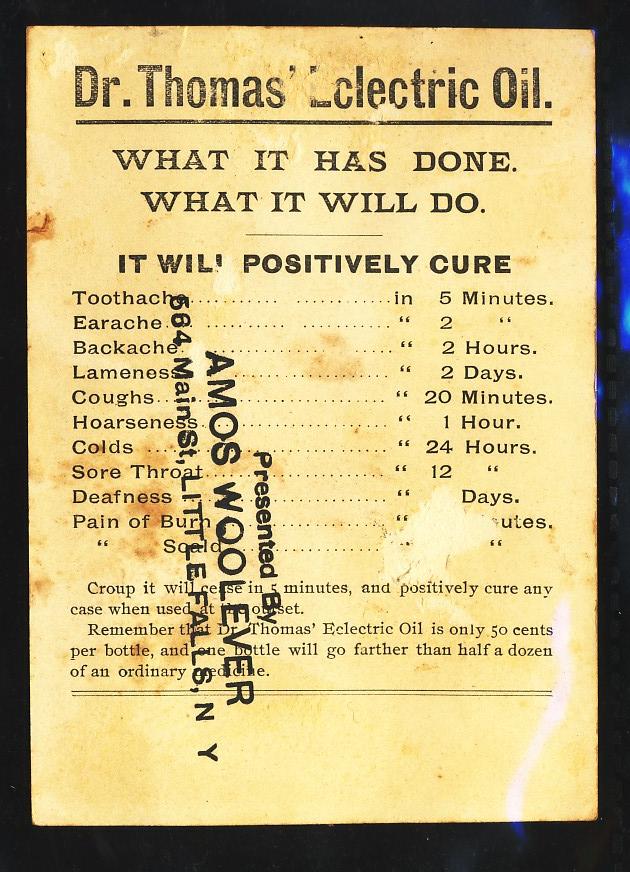 Dr. Thomas' Eclectric Oil.
WHAT IT HAS DONE.
WHAT IT WILL DO.
IT WILL POSITIVELY CURE
Toothache in 5 Minutes.
Earache “ 2 “
Backache “ 2 Hours.
Lameness “ 2 Days.
Coughs “ 20 Minutes.
Hoarseness “ 1 Hour.
Colds “ 24 Hours.
Sore Throat “ 12 “
Deafness “ Days.
Pain of Burn “
“ Scald “ “
Croup it will cease in 5 minutes, and positively cure any
case when used at the outset.
Remember that Dr. Thomas' Eclectric Oil is only 50 cents
per bottle, and one bottle will go farther than half a dozen
of an ordinary medicine.
Presented By
AMOS WOOLEVER
564 Main St, LITTLE FALLS, N Y